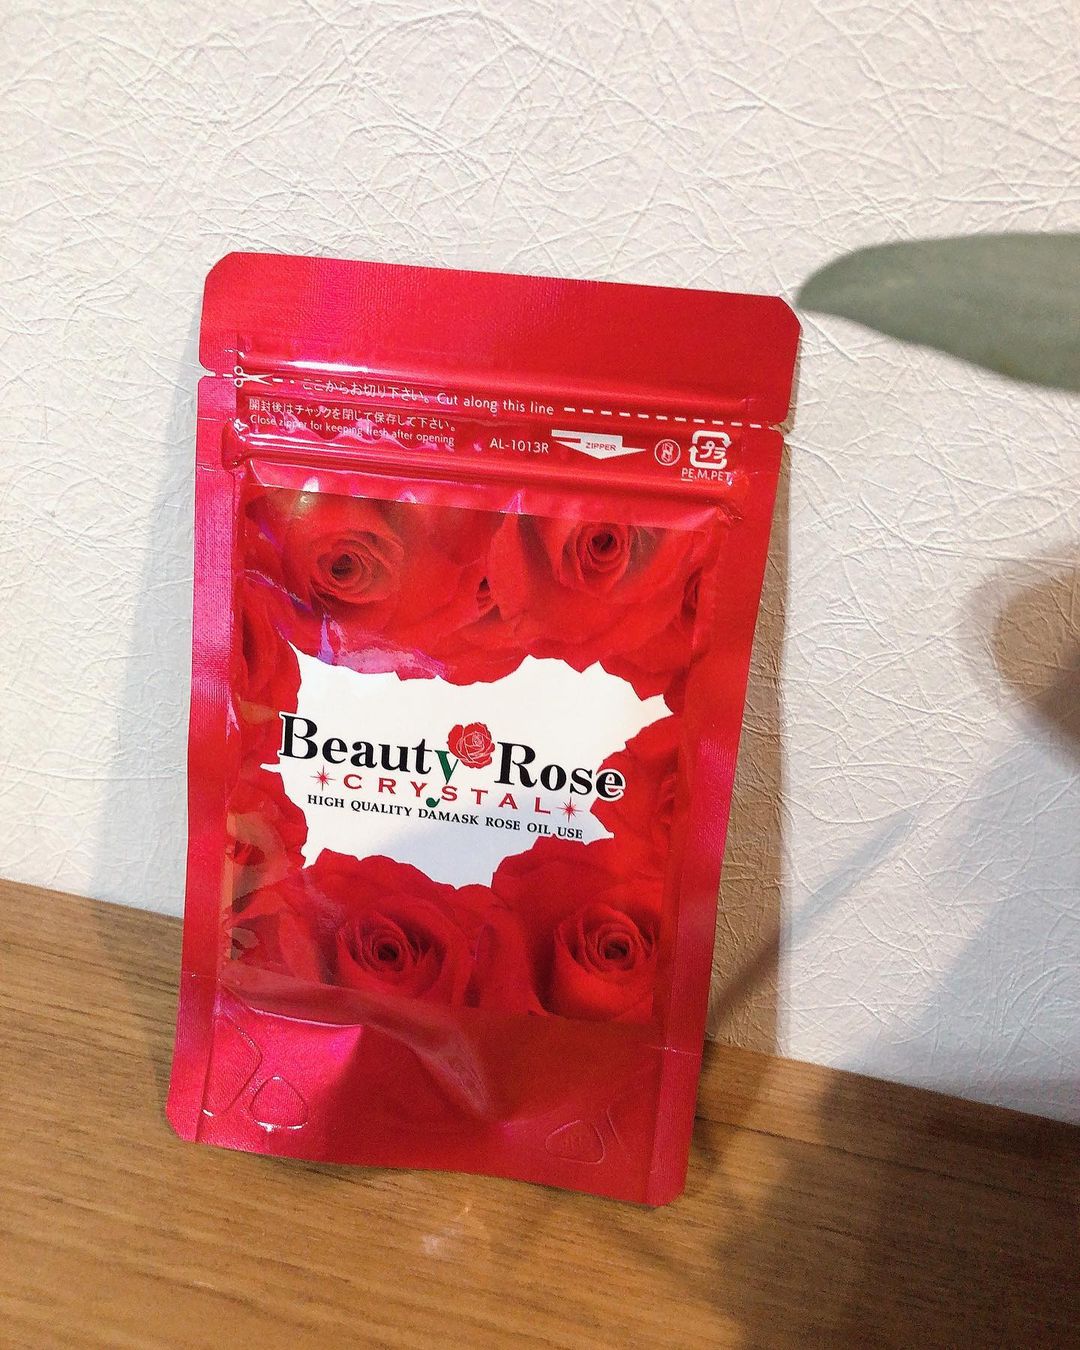 ここからお切り下さい。Cut along this line
開封後はチャックを閉じて保存して下さい。
Close zipper for keeping fresh after opening
AL-1013R
ZIPPER
プラ
PE.M.PET
Beauty Rose
CRYSTAL
HIGH QUALITY DAMASK ROSE OIL USE